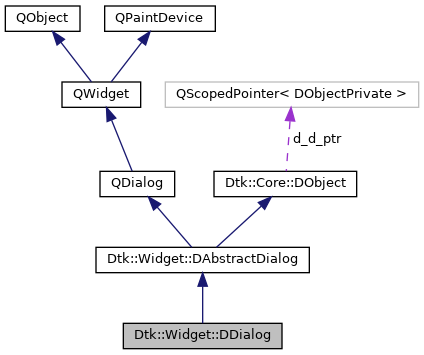 QObject
QPaintDevice
QWidget
QScopedPointer< DObjectPrivate >
d_d_ptr
QDialog
Dtk::Core::DObject
Dtk::Widget::DAbstractDialog
Dtk::Widget::DDialog